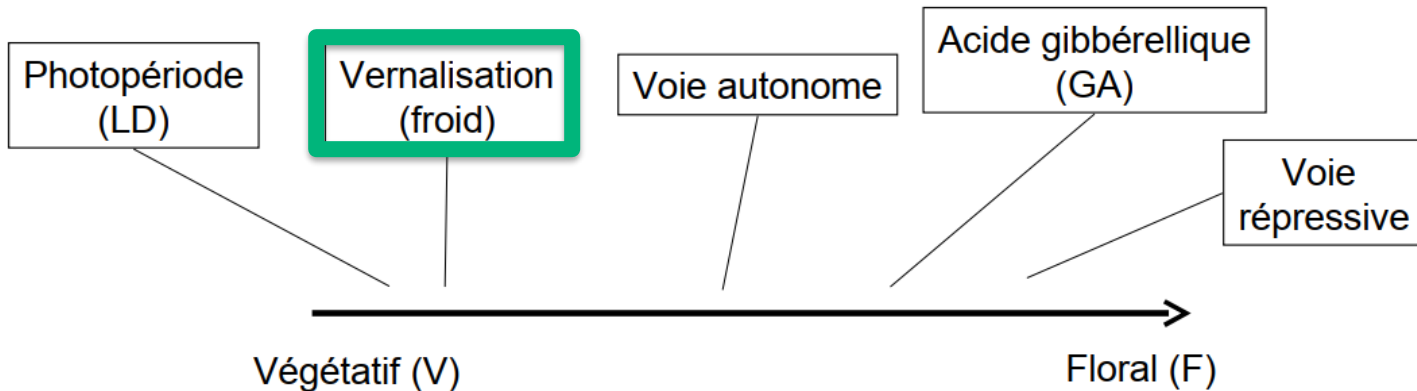 Photopériode
(LD)
Vernalisation
(froid)
Voie autonome
Acide gibbérellique
(GA)
Voie
répressive
Végétatif (V)
Floral (F)